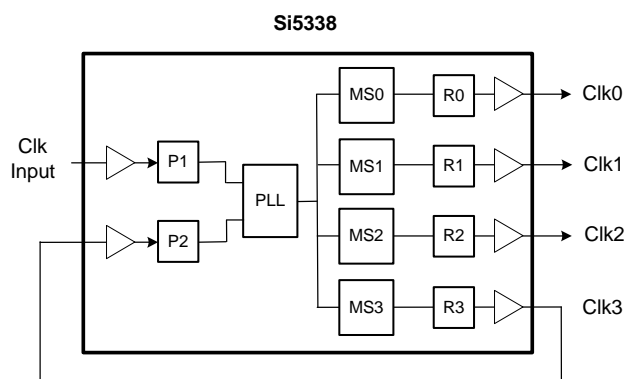 Si5338
MS0
R0
Clk0
Clk
Input
P1
MS1
R1
Clk1
PLL
P2
MS2
R2
Clk2
MS3
R3
Clk3